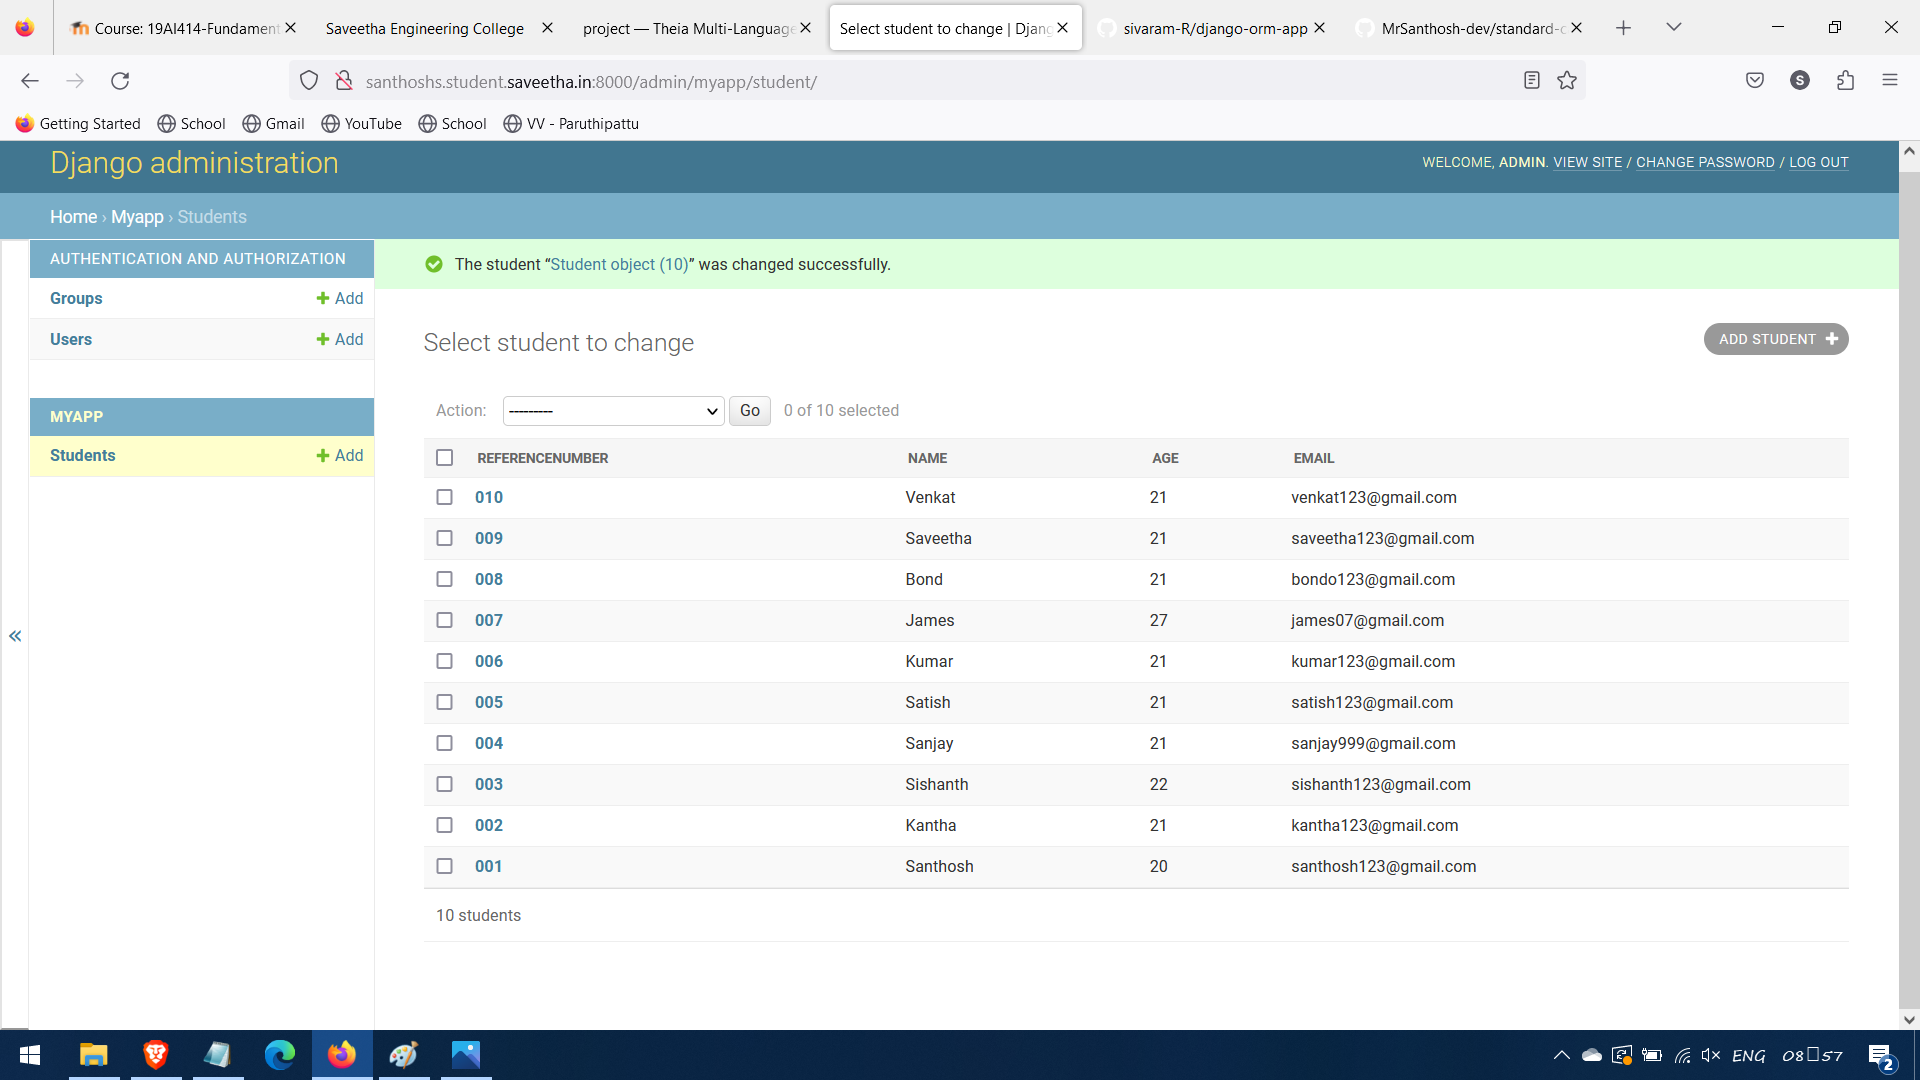 Course: 19AI414-Fundament
Saveetha Engineering College
project — Theia Multi-Language
Select student to change | Djang
sivaram-R/django-orm-app
MrSanthosh-dev/standard-c
santhoshs.student.saveetha.in:8000/admin/myapp/student/
S
Getting Started School Gmail YouTube School VV - Paruthipattu
Django administration
WELCOME, ADMIN. VIEW SITE / CHANGE PASSWORD / LOG OUT
Home › Myapp › Students
AUTHENTICATION AND AUTHORIZATION
Groups + Add
Users + Add
MYAPP
Students + Add
«
The student “Student object (10)” was changed successfully.
Select student to change
ADD STUDENT +
Action: --------- Go 0 of 10 selected
REFERENCENUMBER NAME AGE EMAIL
010 Venkat 21 venkat123@gmail.com
009 Saveetha 21 saveetha123@gmail.com
008 Bond 21 bondo123@gmail.com
007 James 27 james07@gmail.com
006 Kumar 21 kumar123@gmail.com
005 Satish 21 satish123@gmail.com
004 Sanjay 21 sanjay999@gmail.com
003 Sishanth 22 sishanth123@gmail.com
002 Kantha 21 kantha123@gmail.com
001 Santhosh 20 santhosh123@gmail.com
10 students
ENG 08▯57 2